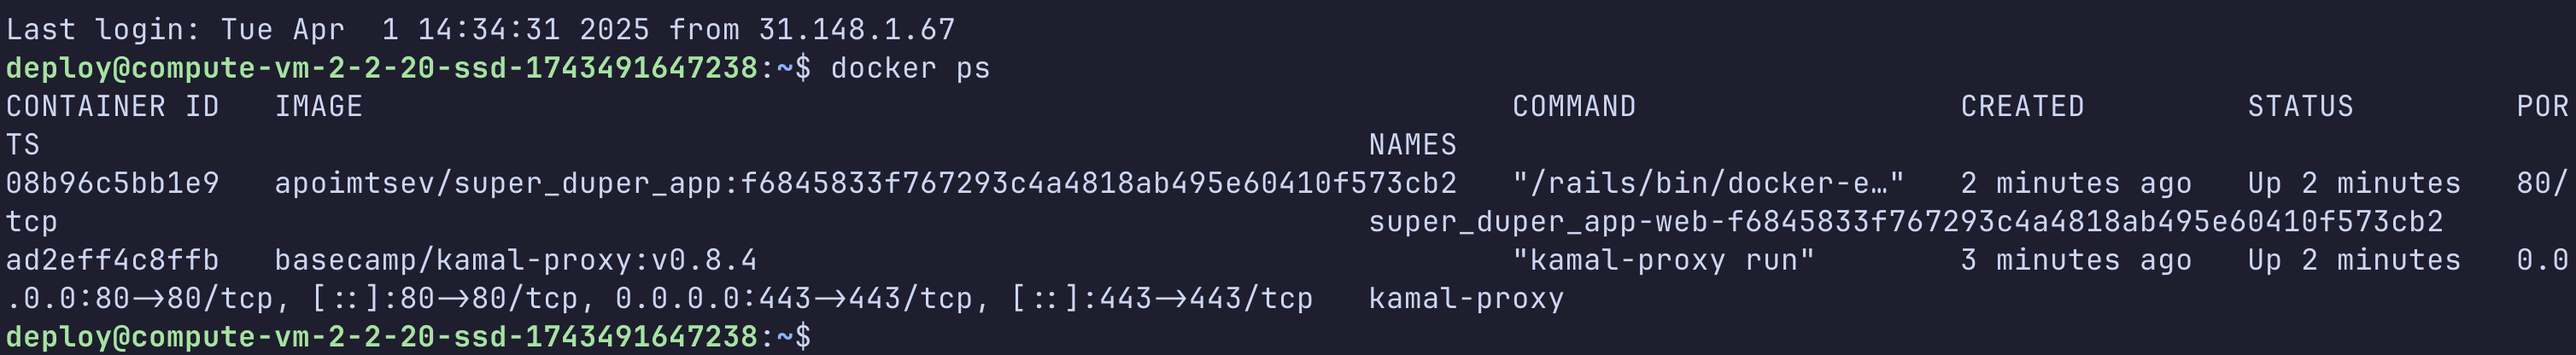 Last login: Tue Apr  1 14:34:31 2025 from 31.148.1.67
deploy@compute-vm-2-2-20-ssd-1743491647238:~$ docker ps
CONTAINER ID   IMAGE                                                                 COMMAND                  CREATED         STATUS         POR
TS                                                                         NAMES
08b96c5bb1e9   apoimtsev/super_duper_app:f6845833f767293c4a4818ab495e60410f573cb2   "/rails/bin/docker-e…"   2 minutes ago   Up 2 minutes   80/
tcp                                                                        super_duper_app-web-f6845833f767293c4a4818ab495e60410f573cb2
ad2eff4c8ffb   basecamp/kamal-proxy:v0.8.4                                          "kamal-proxy run"        3 minutes ago   Up 2 minutes   0.0
.0.0:80->80/tcp, [::]:80->80/tcp, 0.0.0.0:443->443/tcp, [::]:443->443/tcp   kamal-proxy
deploy@compute-vm-2-2-20-ssd-1743491647238:~$